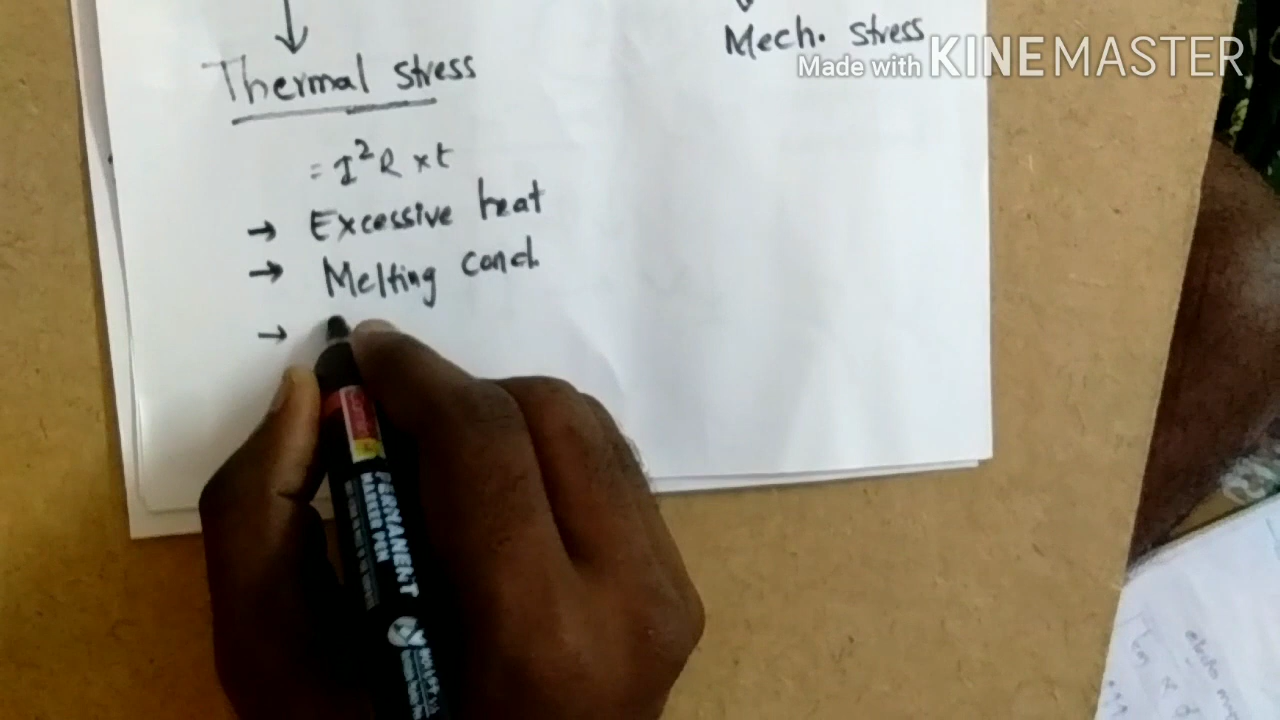 Mech. stress
Made with KINEMASTER
Thermal stress
= I²R × t
→ Excessive heat
→ Melting cond.
→
PERMANENT
MARKER PEN